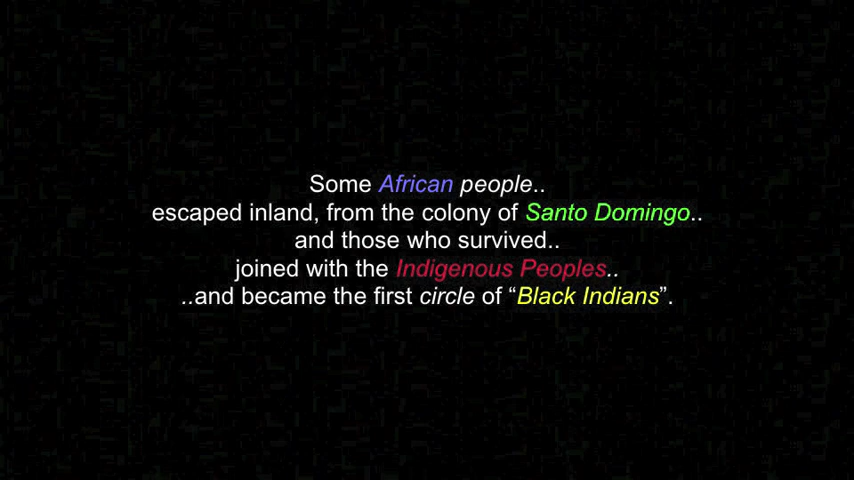 Some African people..
escaped inland, from the colony of Santo Domingo..
and those who survived..
joined with the Indigenous Peoples..
..and became the first circle of “Black Indians”.